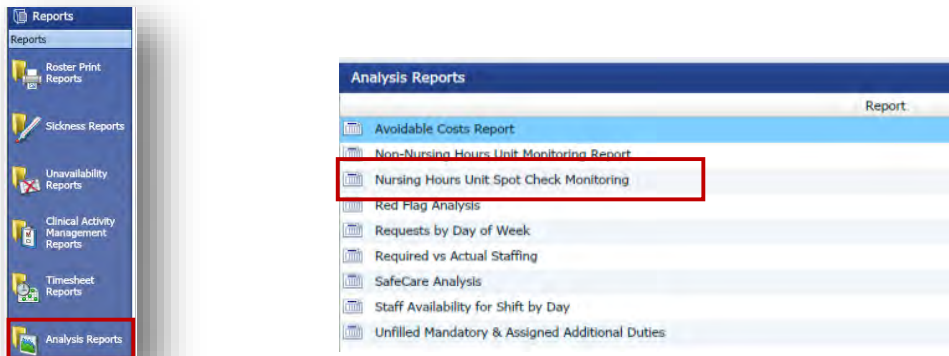 Reports
Reports
Roster Print
Reports
Sickness Reports
Unavailability
Reports
Clinical Activity
Management
Reports
Timesheet
Reports
Analysis Reports
Analysis Reports
Report
Avoidable Costs Report
Non-Nursing Hours Unit Monitoring Report
Nursing Hours Unit Spot Check Monitoring
Red Flag Analysis
Requests by Day of Week
Required vs Actual Staffing
SafeCare Analysis
Staff Availability for Shift by Day
Unfilled Mandatory & Assigned Additional Duties